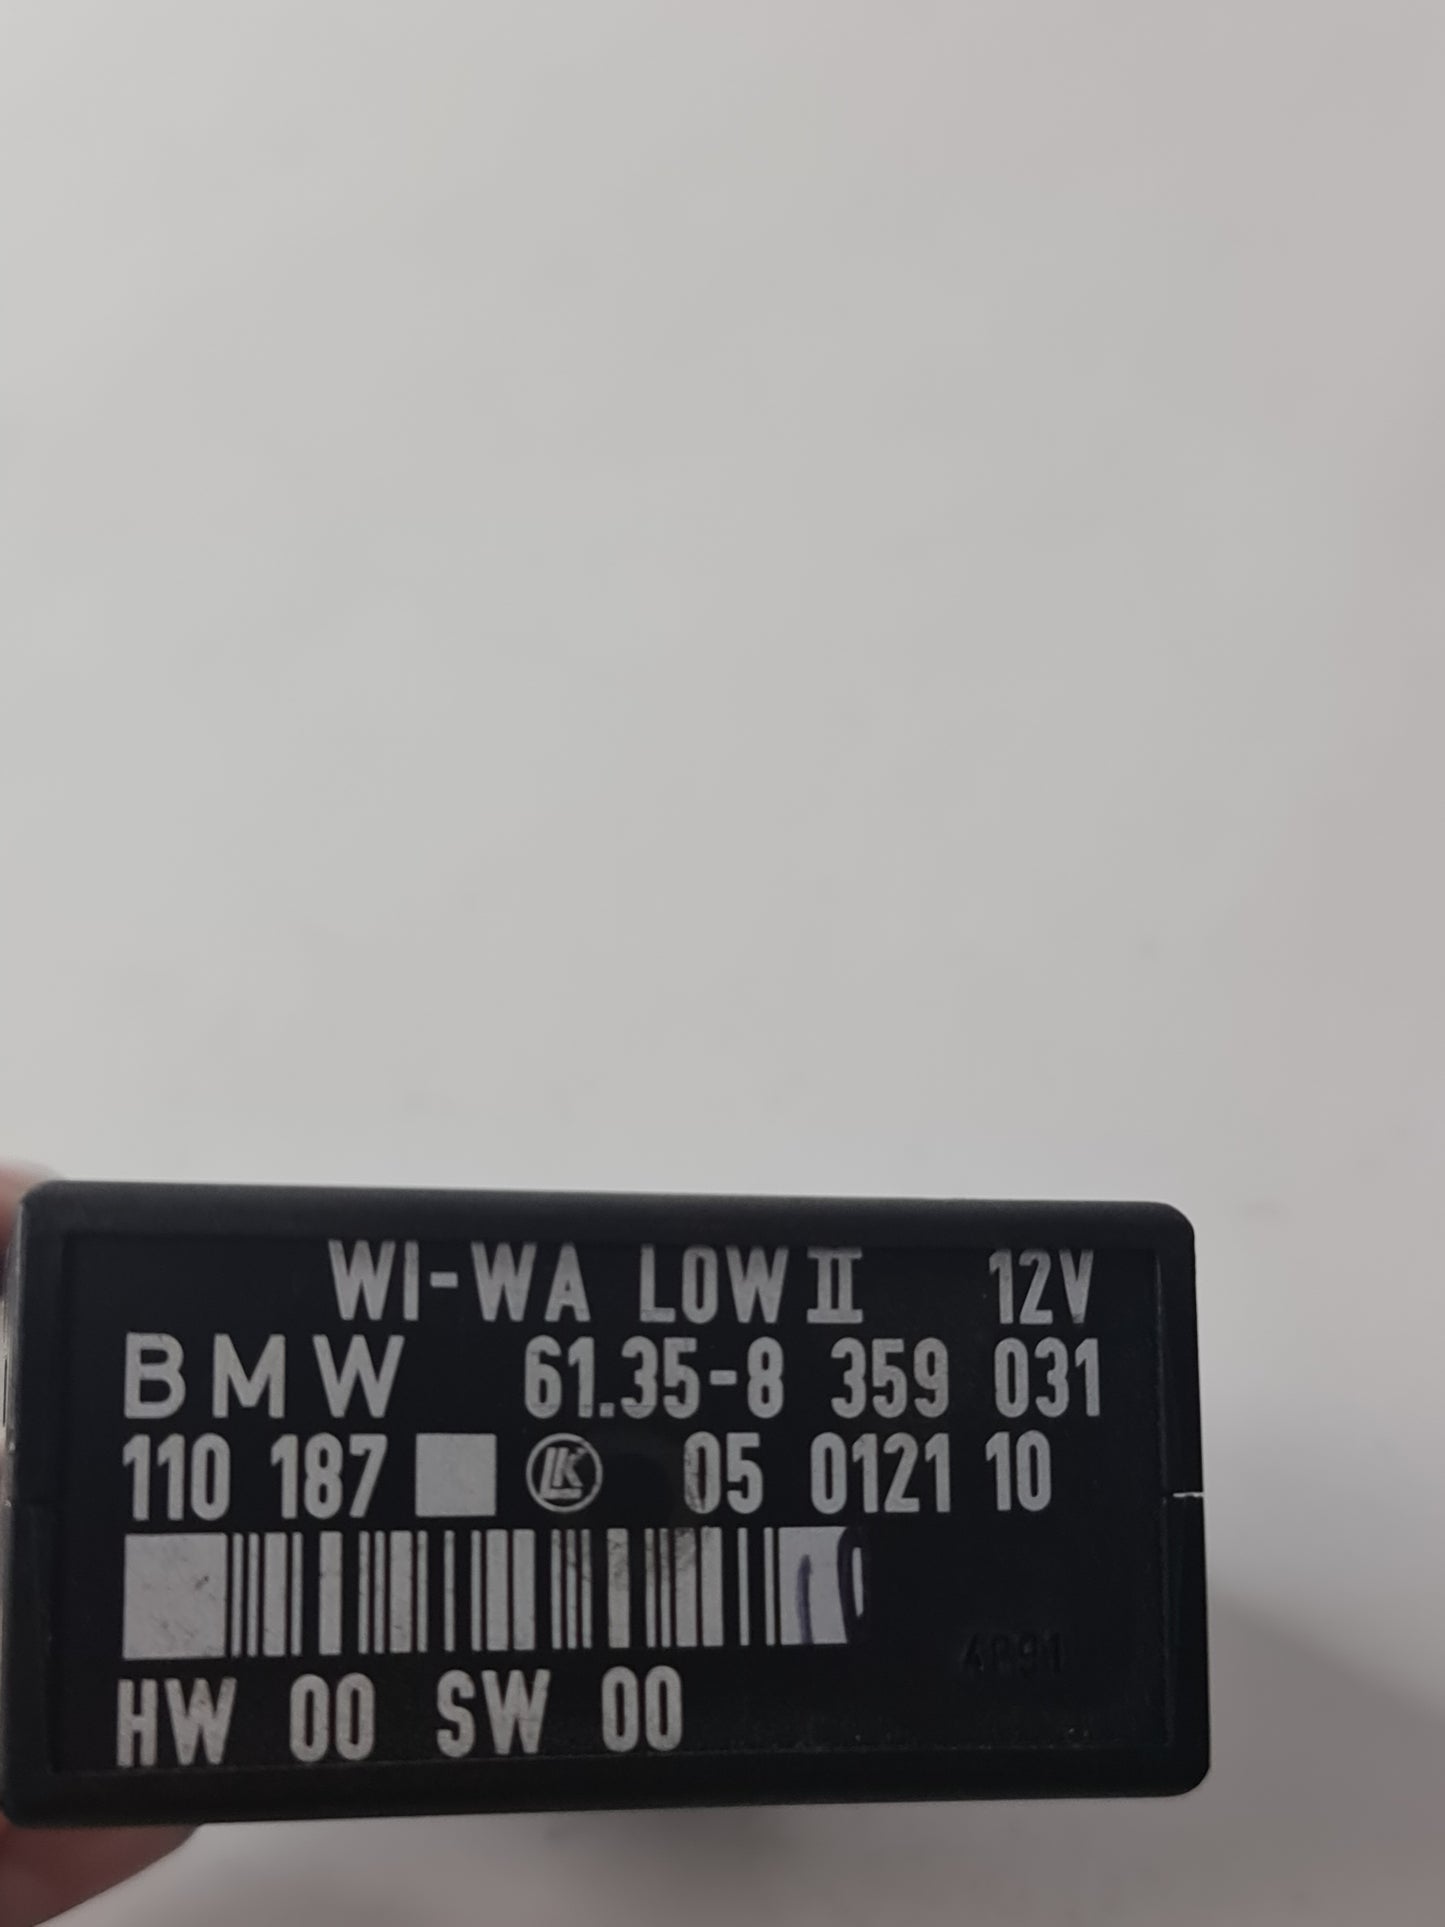 WI-WA LOW II 12V
BMW 61.35-8 359 031
110 187 LK 05 0121 10
HW 00 SW 00